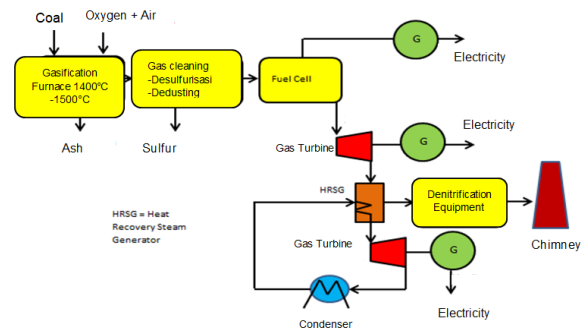 Coal
Oxygen + Air
Gasification
Furnace 1400°C
-1500°C
Gas cleaning
-Desulfurisasi
-Dedusting
Fuel Cell
G
Electricity
Ash
Sulfur
Gas Turbine
G
Electricity
HRSG
Denitrification
Equipment
Chimney
HRSG = Heat
Recovery Steam
Generator
Gas Turbine
G
Electricity
Condenser